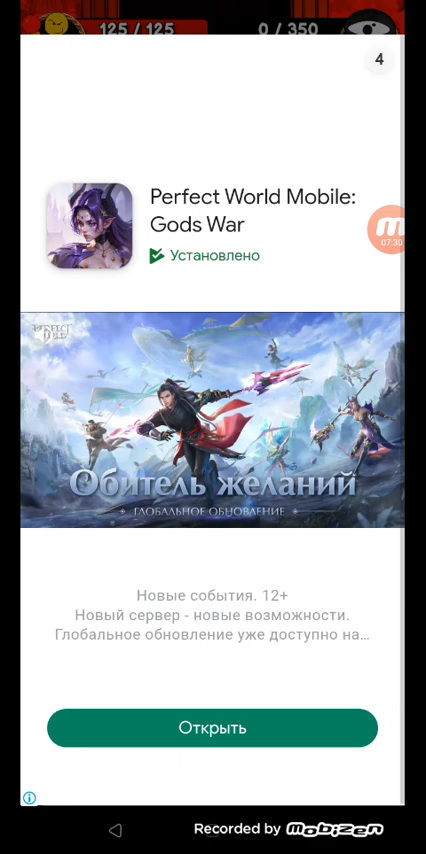 125 / 125
0 / 350
4
Perfect World Mobile:
Gods War
Установлено
07:30
PERFECT
Обитель желаний
ГЛОБАЛЬНОЕ ОБНОВЛЕНИЕ
Новые события. 12+
Новый сервер - новые возможности.
Глобальное обновление уже доступно на...
Открыть
Recorded by MOBIZEN